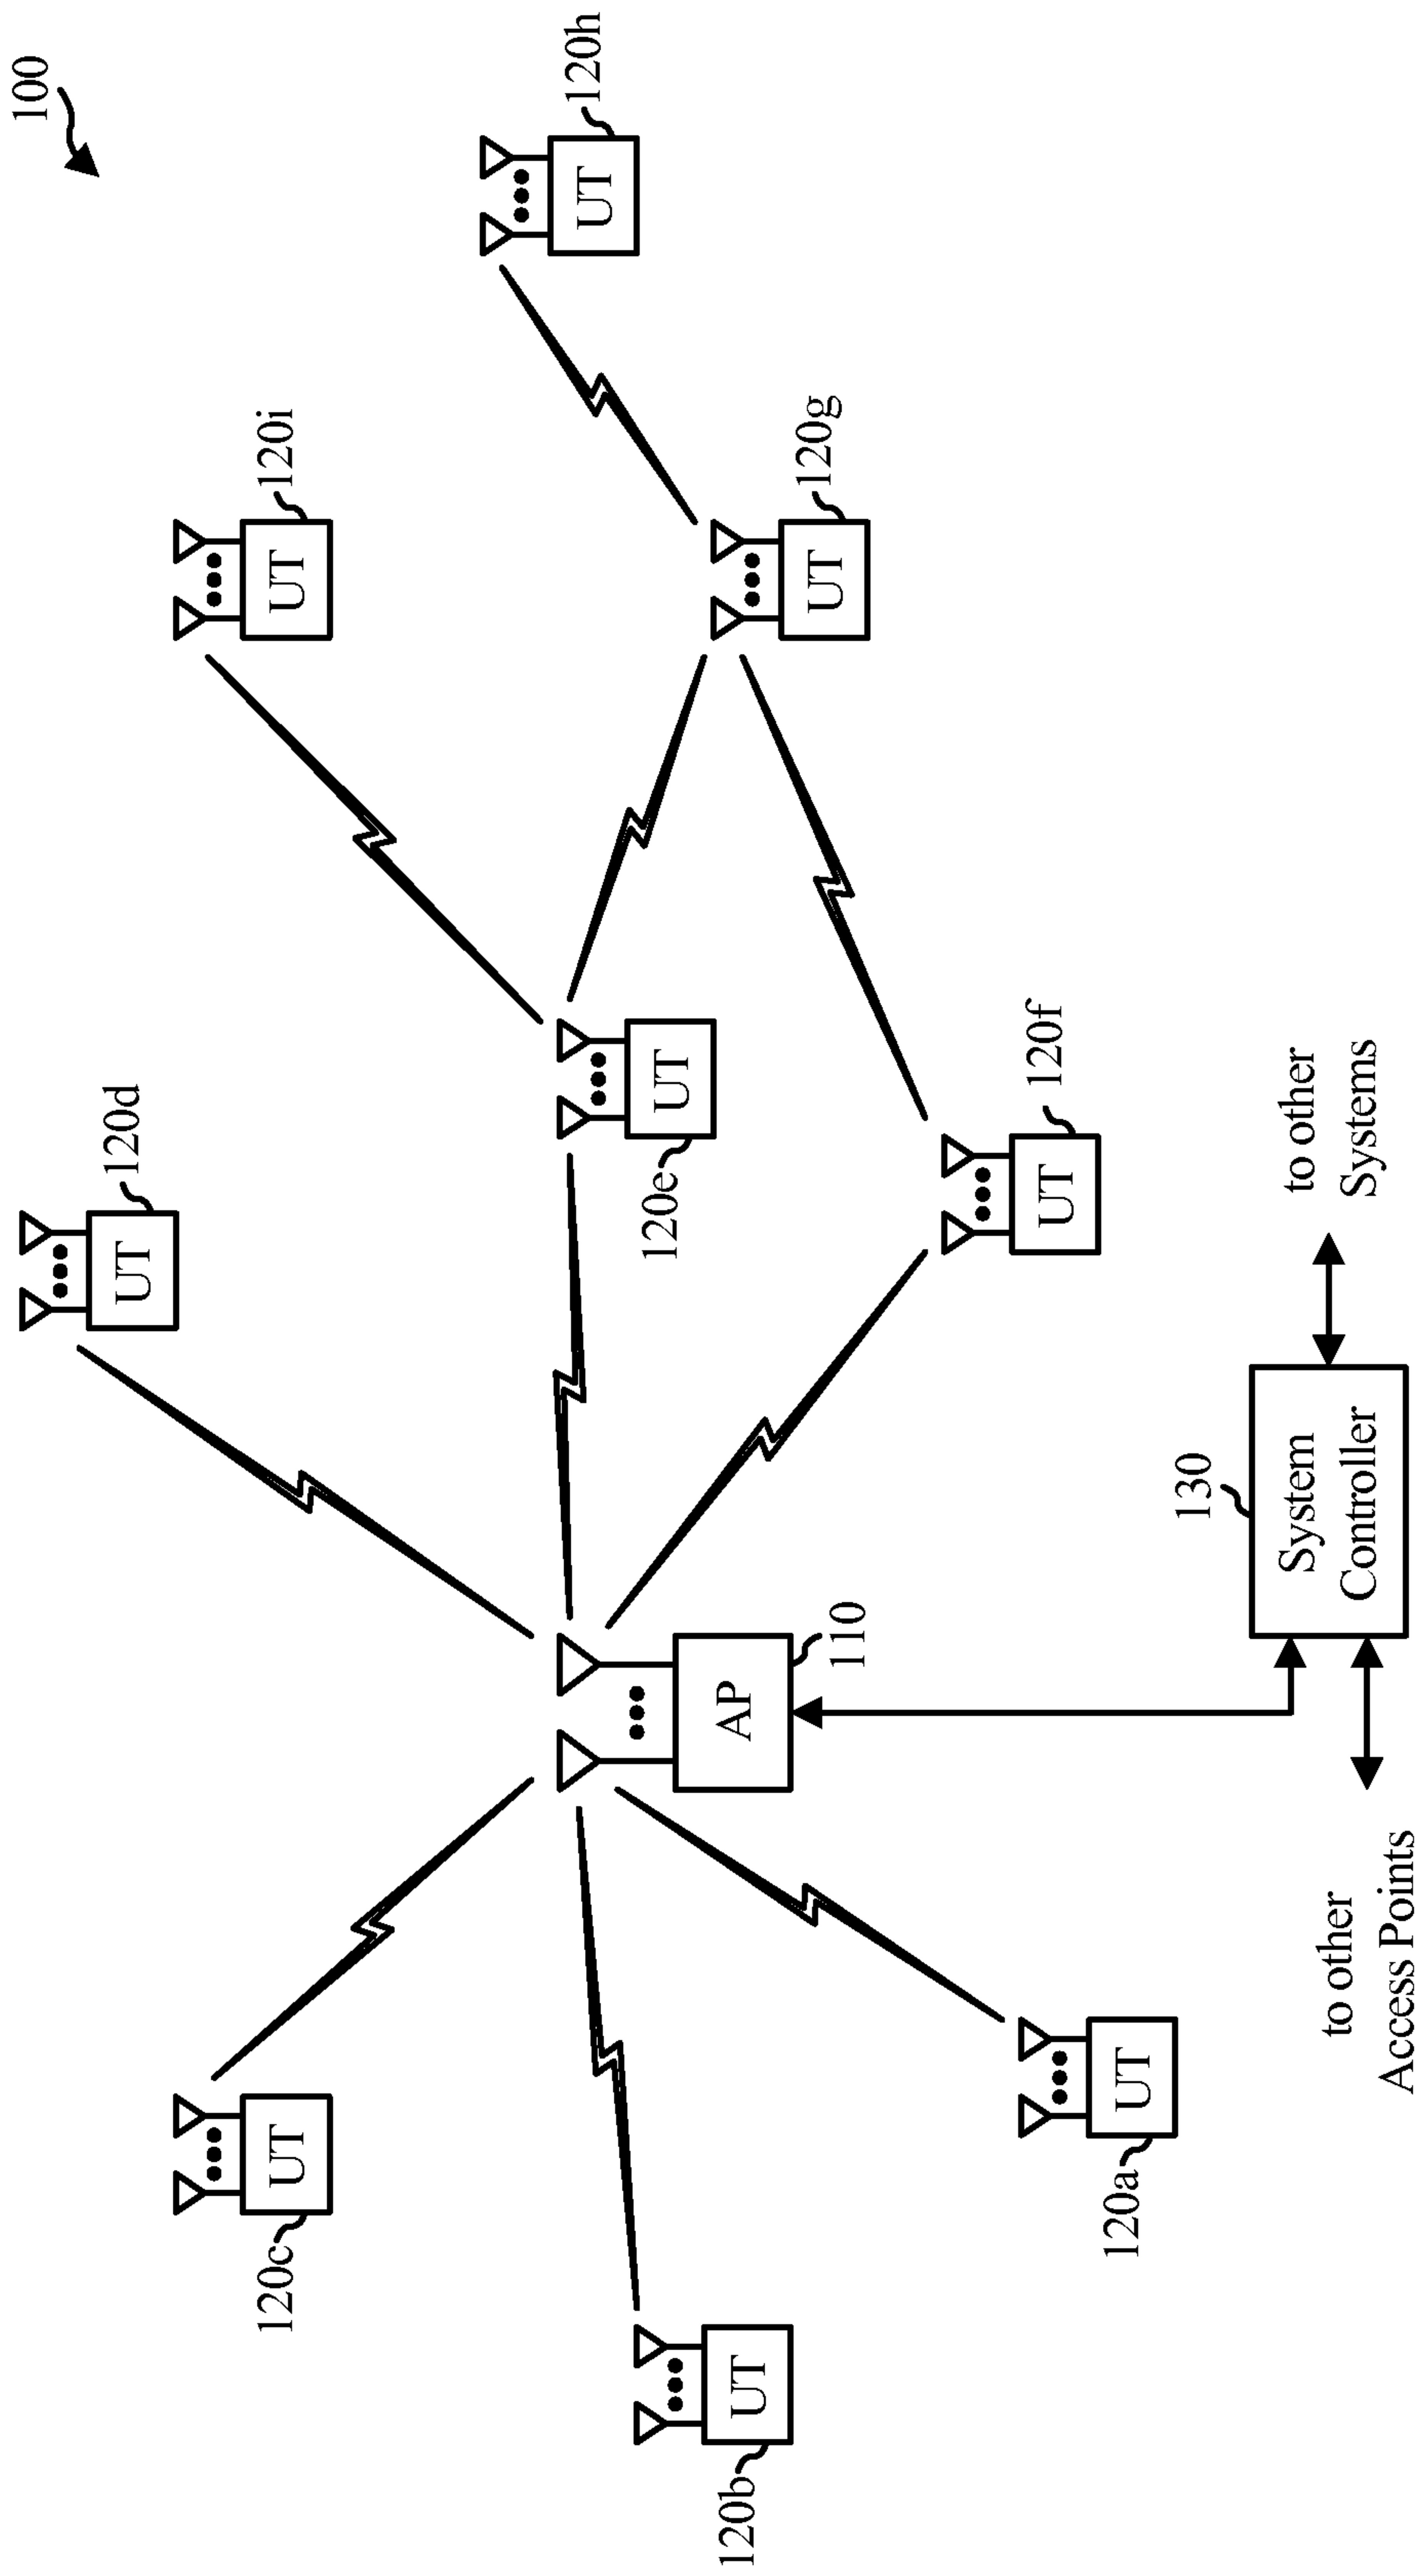 100
120d
UT
120i
UT
120c
UT
120h
UT
120e
UT
120b
UT
AP
110
120g
UT
120f
UT
120a
UT
130
System
Controller
to other
Systems
to other
Access Points